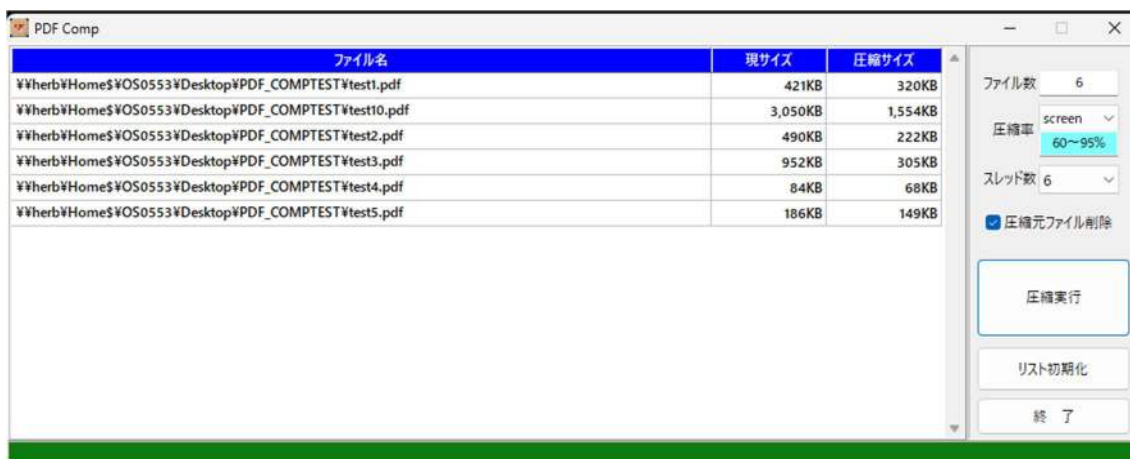 PDF Comp
ファイル名 現サイズ 圧縮サイズ
¥¥herb¥Home$¥OS0553¥Desktop¥PDF_COMPTEST¥test1.pdf 421KB 320KB
¥¥herb¥Home$¥OS0553¥Desktop¥PDF_COMPTEST¥test10.pdf 3,050KB 1,554KB
¥¥herb¥Home$¥OS0553¥Desktop¥PDF_COMPTEST¥test2.pdf 490KB 222KB
¥¥herb¥Home$¥OS0553¥Desktop¥PDF_COMPTEST¥test3.pdf 952KB 305KB
¥¥herb¥Home$¥OS0553¥Desktop¥PDF_COMPTEST¥test4.pdf 84KB 68KB
¥¥herb¥Home$¥OS0553¥Desktop¥PDF_COMPTEST¥test5.pdf 186KB 149KB
ファイル数 6
圧縮率 screen
60～95%
スレッド数 6
圧縮元ファイル削除
圧縮実行
リスト初期化
終 了